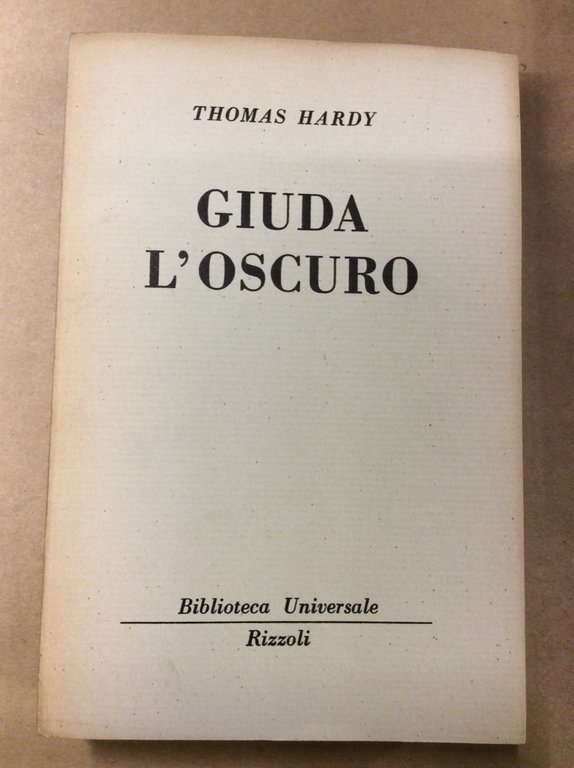 THOMAS HARDY
GIUDA
L'OSCURO
Biblioteca Universale
Rizzoli